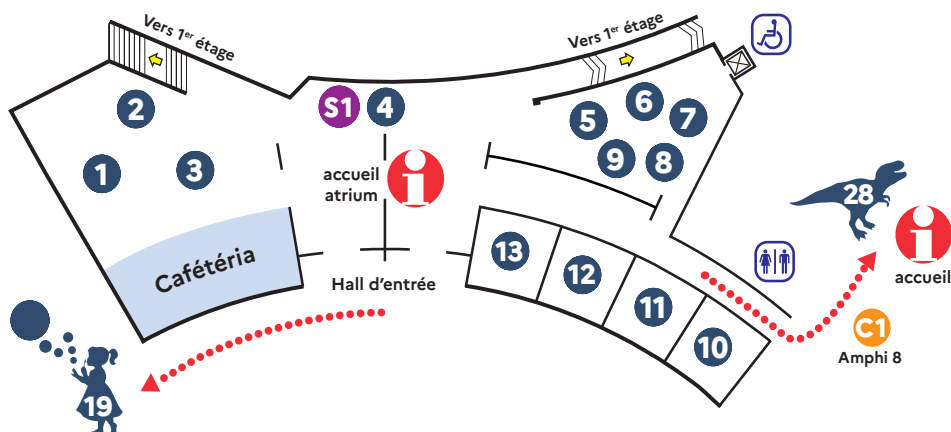 Vers 1er étage
Vers 1er étage
2
S1
4
5
6
7
1
3
9
8
accueil
atrium
i
28
i
accueil
Cafétéria
13
12
11
10
Hall d'entrée
C1
Amphi 8
19